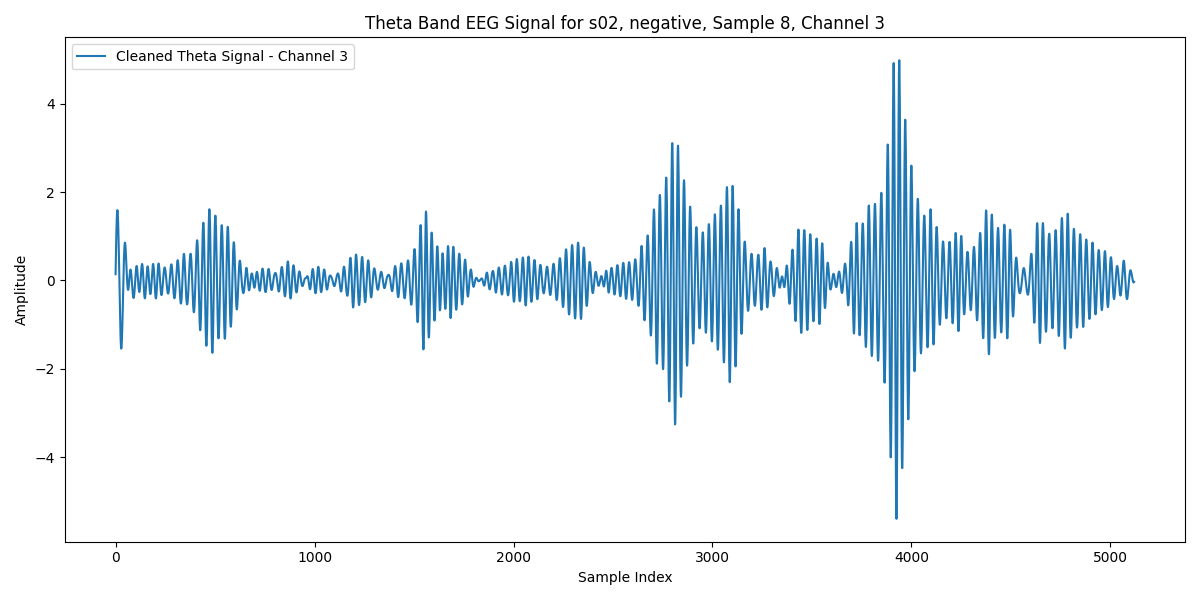 Theta Band EEG Signal for s02, negative, Sample 8, Channel 3
Cleaned Theta Signal - Channel 3
Amplitude
4
2
0
−2
−4
0 1000 2000 3000 4000 5000
Sample Index